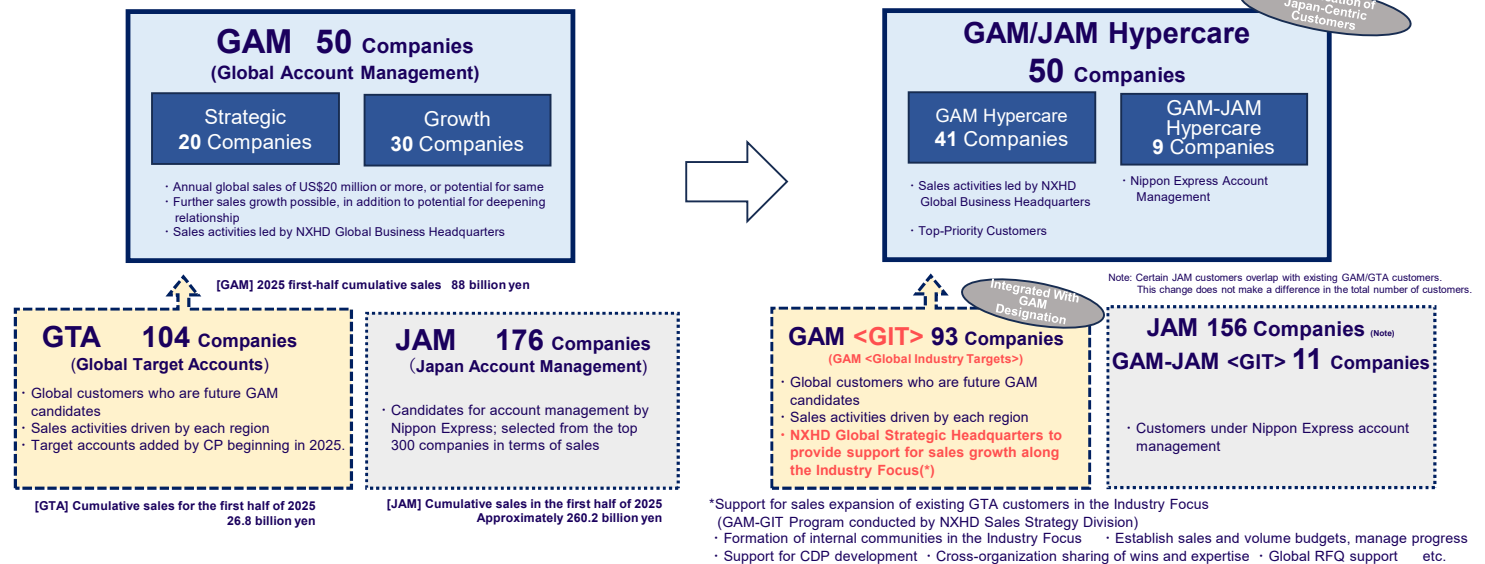 GAM 50 Companies
(Global Account Management)
Strategic
20 Companies
Growth
30 Companies
・Annual global sales of US$20 million or more, or potential for same
・Further sales growth possible, in addition to potential for deepening
relationship
・Sales activities led by NXHD Global Business Headquarters
[GAM] 2025 first-half cumulative sales 88 billion yen
GTA 104 Companies
(Global Target Accounts)
・Global customers who are future GAM
candidates
・Sales activities driven by each region
・Target accounts added by CP beginning in 2025.
[GTA] Cumulative sales for the first half of 2025
26.8 billion yen
JAM 176 Companies
(Japan Account Management)
・Candidates for account management by
Nippon Express; selected from the top
300 companies in terms of sales
[JAM] Cumulative sales in the first half of 2025
Approximately 260.2 billion yen
of
Japan-Centric
Customers
GAM/JAM Hypercare
50 Companies
GAM Hypercare
41 Companies
GAM-JAM
Hypercare
9 Companies
・Sales activities led by NXHD
Global Business Headquarters
・Top-Priority Customers
・Nippon Express Account
Management
Note: Certain JAM customers overlap with existing GAM/GTA customers.
This change does not make a difference in the total number of customers.
Integrated With
GAM
Designation
GAM <GIT> 93 Companies
(GAM <Global Industry Targets>)
・Global customers who are future GAM
candidates
・Sales activities driven by each region
・NXHD Global Strategic Headquarters to
provide support for sales growth along
the Industry Focus(*)
JAM 156 Companies (Note)
GAM-JAM <GIT> 11 Companies
・Customers under Nippon Express account
management
*Support for sales expansion of existing GTA customers in the Industry Focus
(GAM-GIT Program conducted by NXHD Sales Strategy Division)
・Formation of internal communities in the Industry Focus ・Establish sales and volume budgets, manage progress
・Support for CDP development ・Cross-organization sharing of wins and expertise ・Global RFQ support etc.